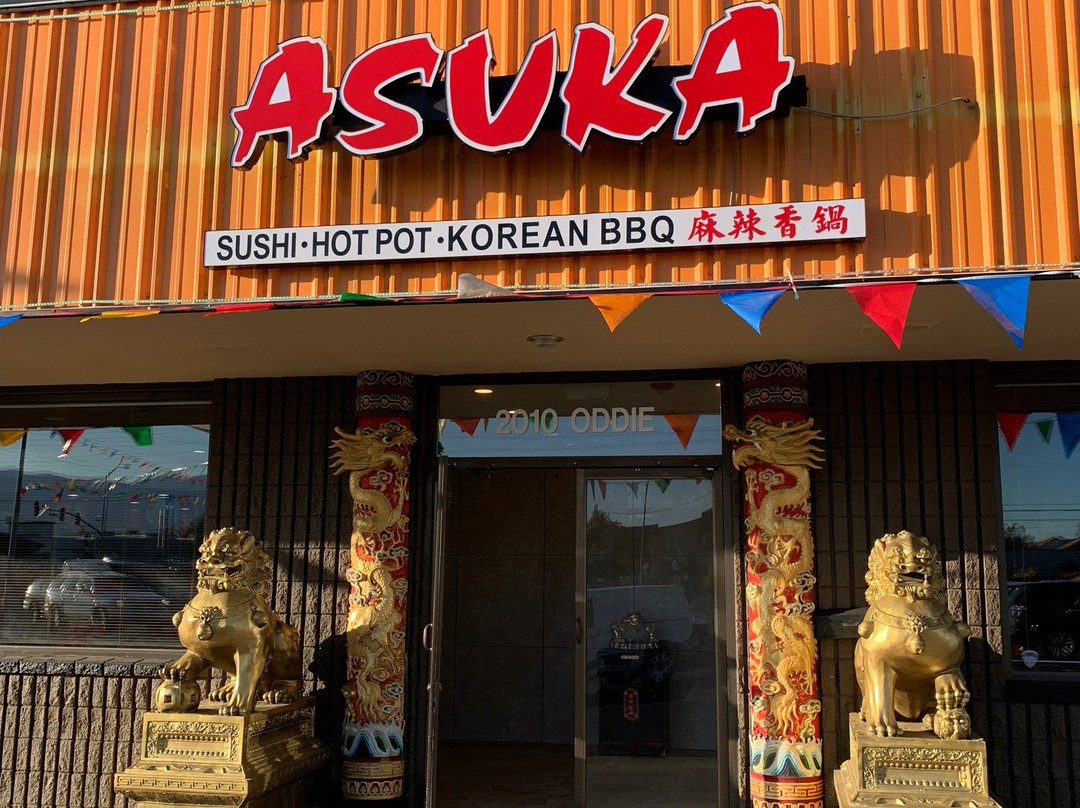 ASUKA
SUSHI·HOT POT·KOREAN BBQ 麻辣香鍋
2010 ODDIE